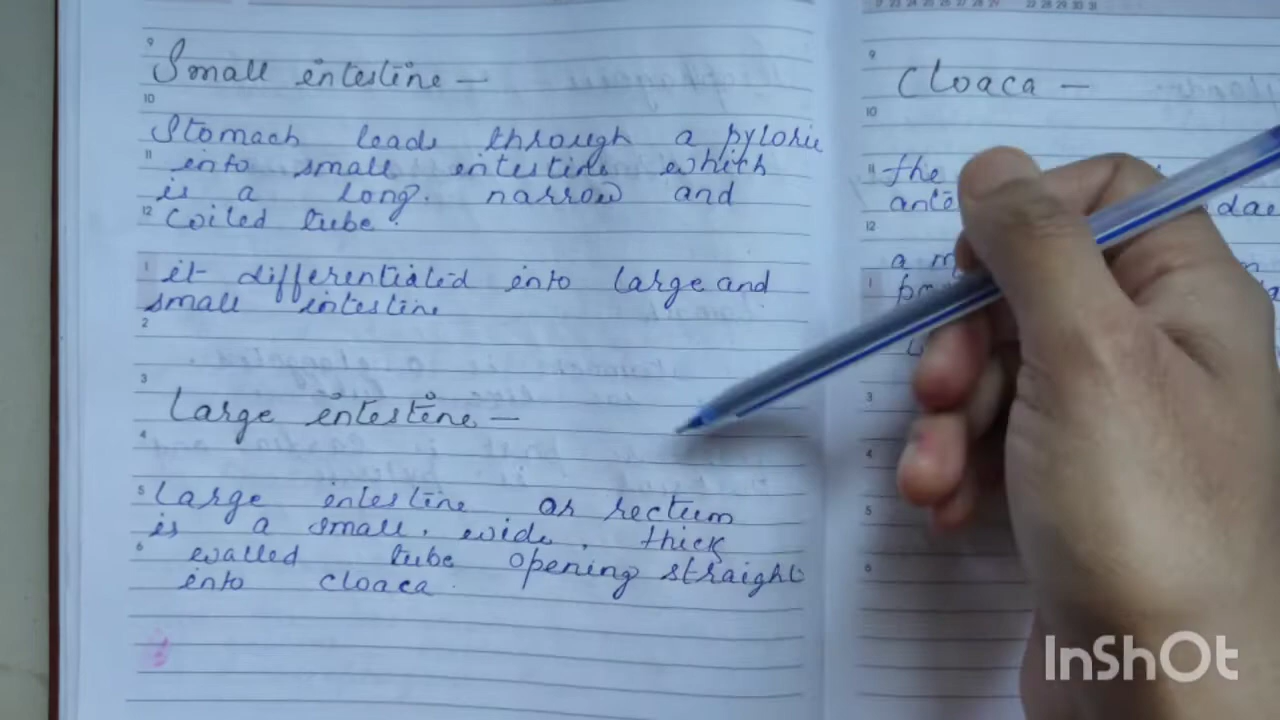 Small intestine —
Stomach leads through a pyloric
into small intestine whith
is a long. narrow and
Coiled tube.
it differentiated into large and
small intestine
Large intestine —
Large intestine or rectum
is a small, wide, thick
walled tube opening straight
into cloaca.
Cloaca —
the
a m
InShOt